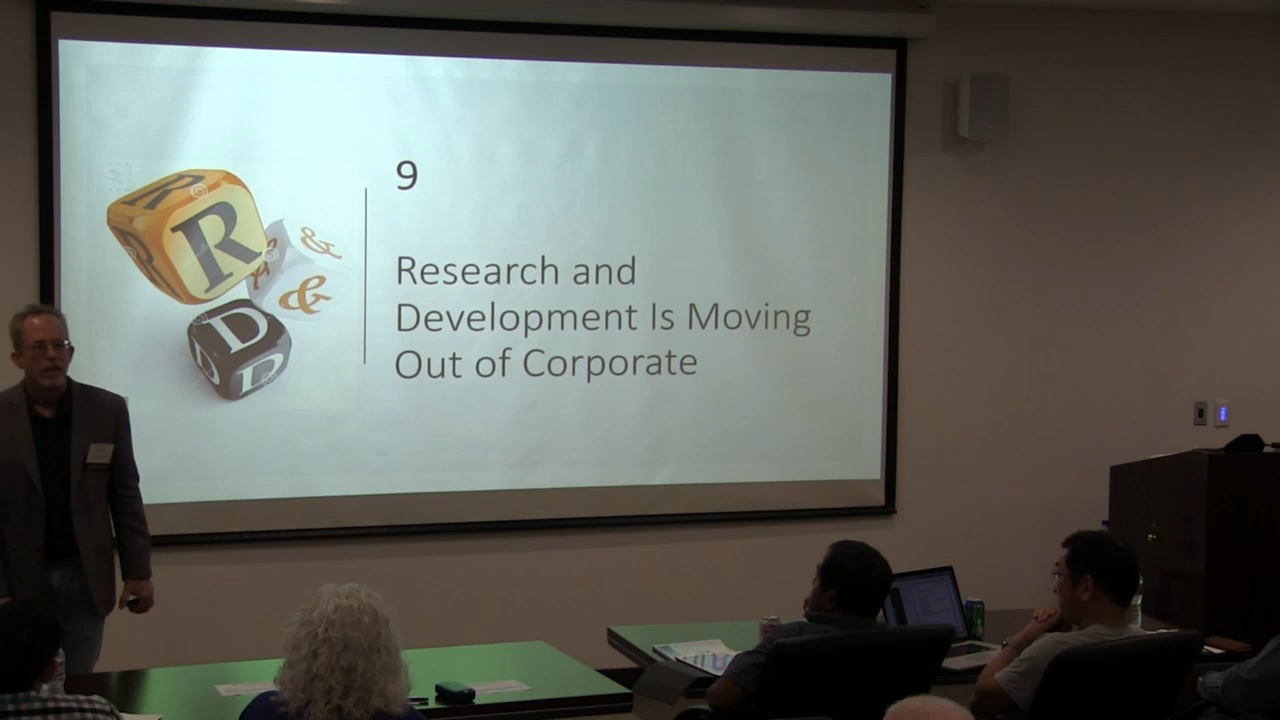 9
Research and
Development Is Moving
Out of Corporate
R
R
R
&
&
&
D
D
D